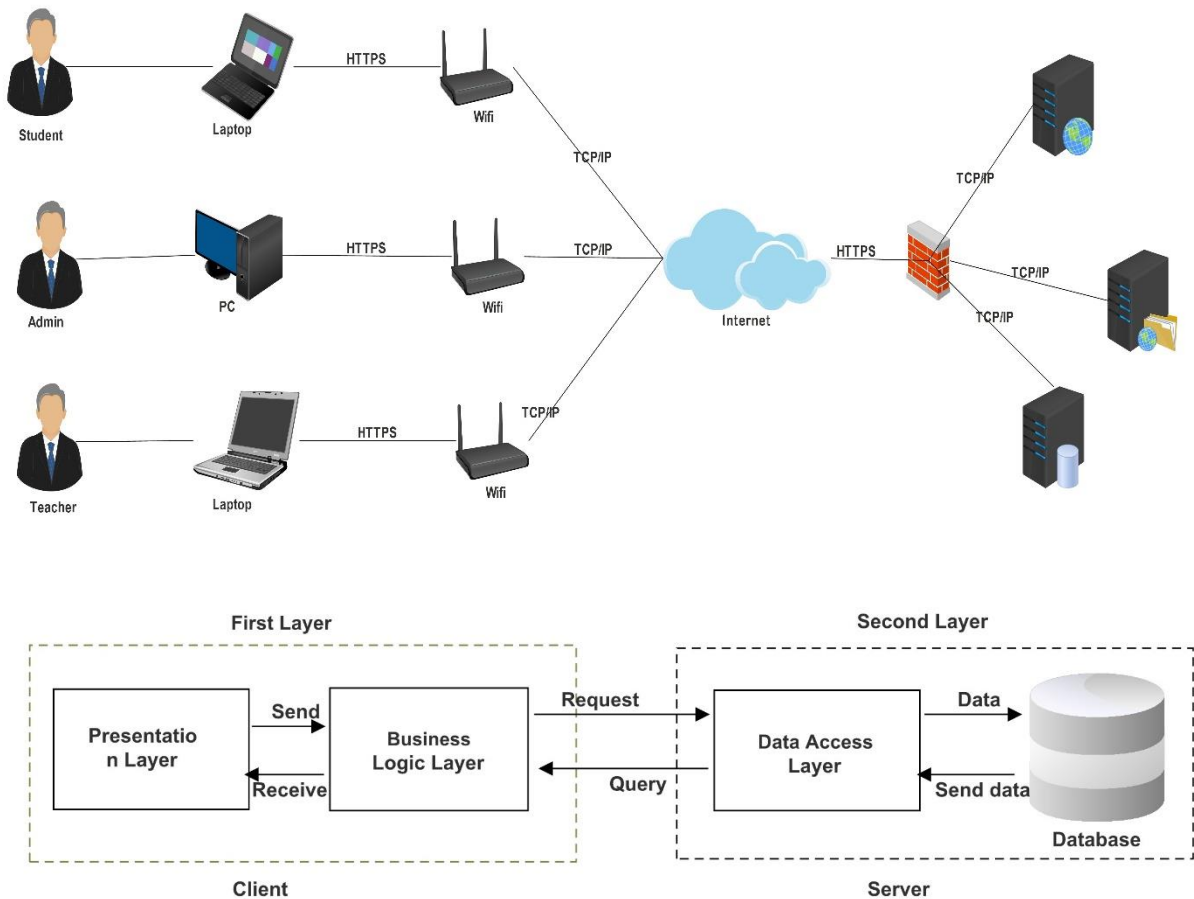 HTTPS
Student
Laptop
Wifi
TCP/IP
TCP/IP
HTTPS
TCP/IP
HTTPS
TCP/IP
Admin
PC
Wifi
Internet
TCP/IP
HTTPS
TCP/IP
Teacher
Laptop
Wifi
First Layer
Second Layer
Presentatio
n Layer
Send
Receive
Business
Logic Layer
Request
Query
Data Access
Layer
Data
Send data
Database
Client
Server